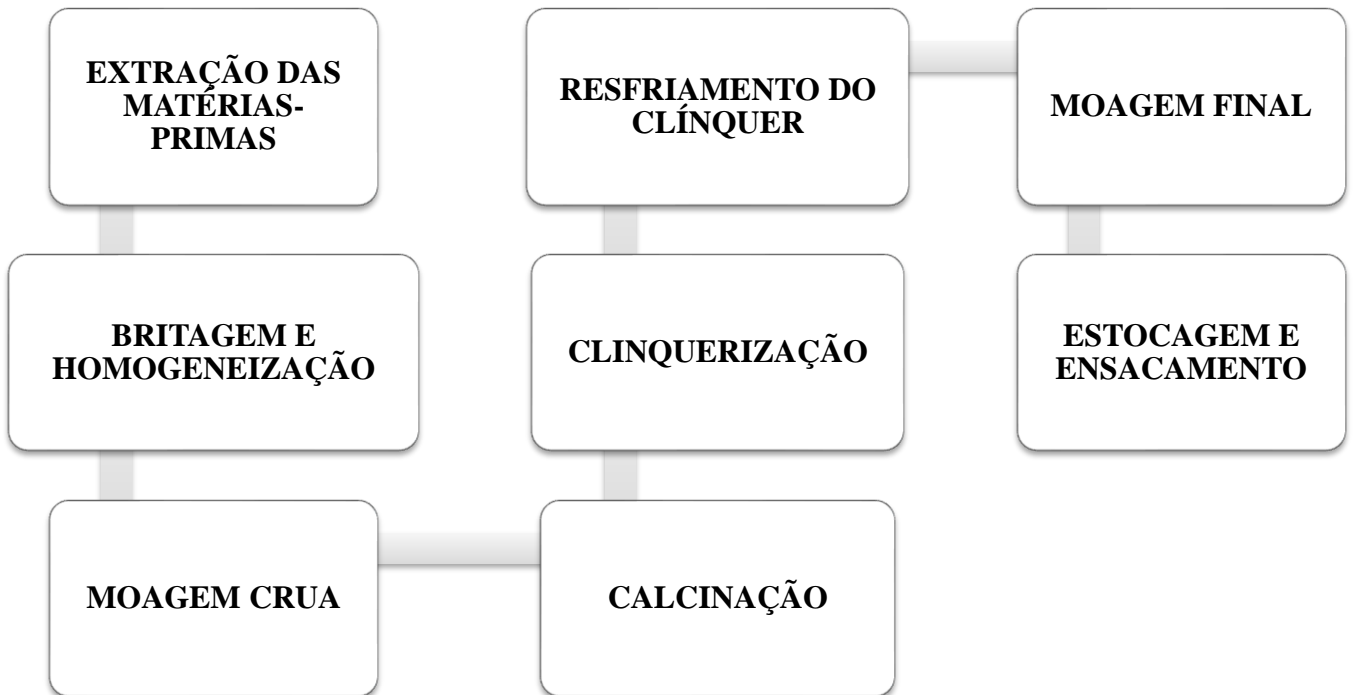 EXTRAÇÃO DAS
MATÉRIAS-
PRIMAS
BRITAGEM E
HOMOGENEIZAÇÃO
MOAGEM CRUA
CALCINAÇÃO
CLINQUERIZAÇÃO
RESFRIAMENTO DO
CLÍNQUER
MOAGEM FINAL
ESTOCAGEM E
ENSACAMENTO